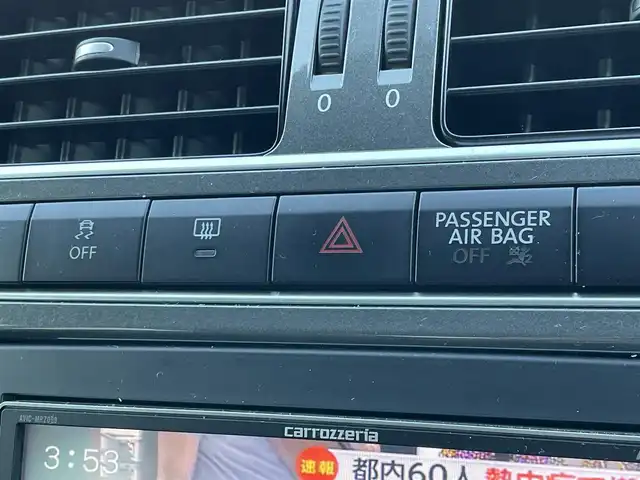 0
0
OFF
PASSENGER
AIR BAG
OFF
carrozzeria
3:53
速報
都内60人